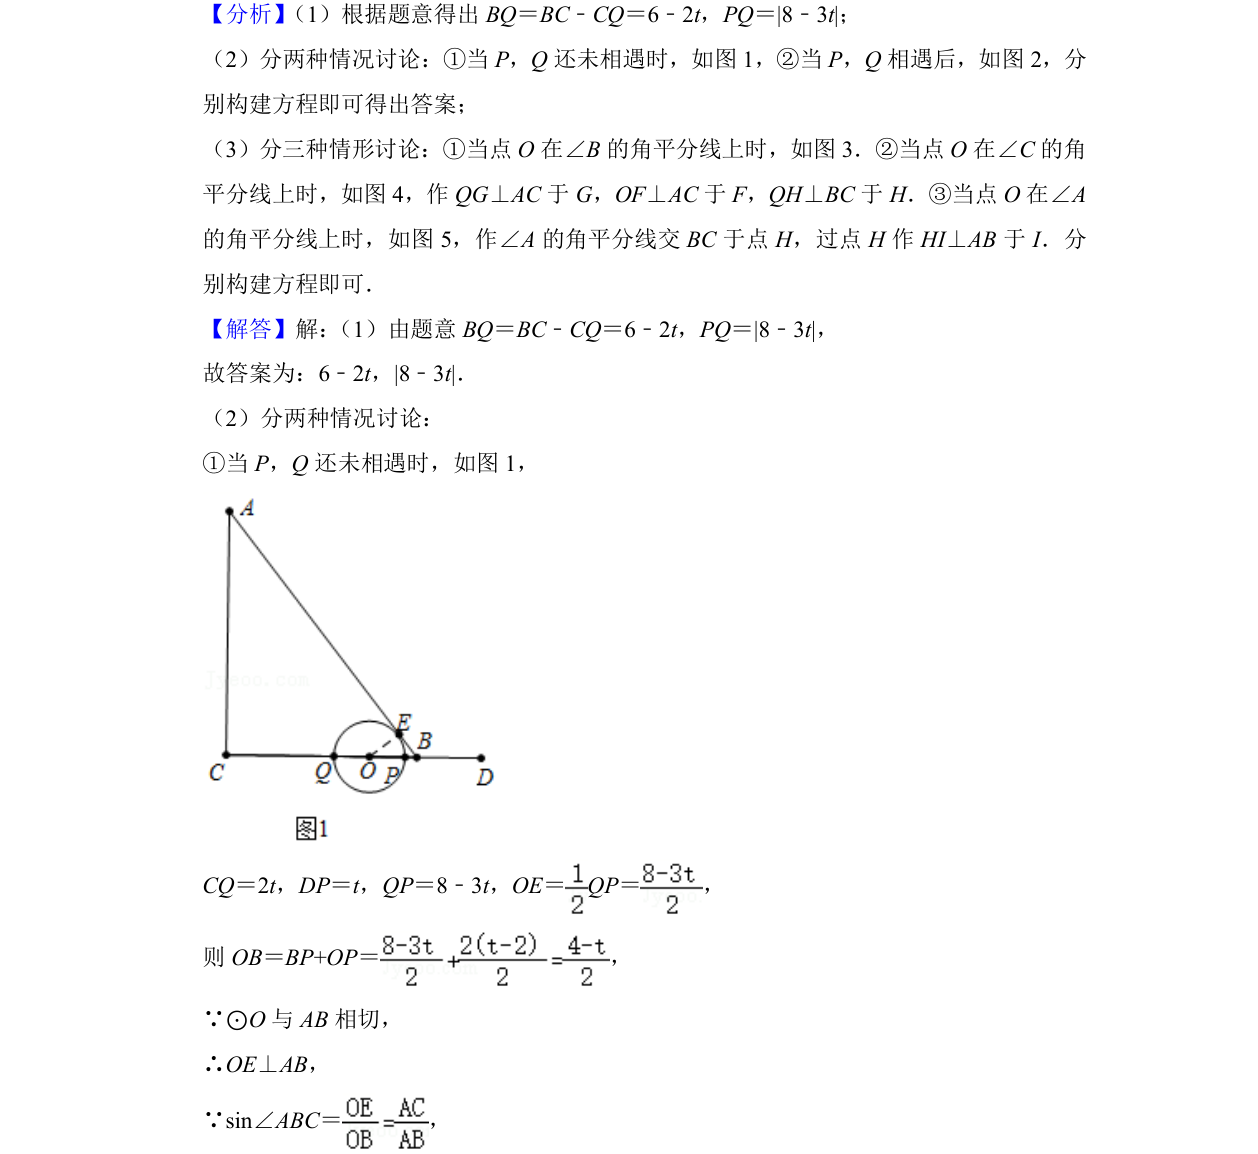 【分析】(1)根据题意得出 BQ=BC﹣CQ=6﹣2t,PQ=|8﹣3t|;
(2)分两种情况讨论:①当 P,Q 还未相遇时,如图 1,②当 P,Q 相遇后,如图 2,分
别构建方程即可得出答案;
(3)分三种情形讨论:①当点 O 在∠B 的角平分线上时,如图 3.②当点 O 在∠C 的角
平分线上时,如图 4,作 QG⊥AC 于 G,OF⊥AC 于 F,QH⊥BC 于 H.③当点 O 在∠A
的角平分线上时,如图 5,作∠A 的角平分线交 BC 于点 H,过点 H 作 HI⊥AB 于 I.分
别构建方程即可.
【解答】解:(1)由题意 BQ=BC﹣CQ=6﹣2t,PQ=|8﹣3t|,
故答案为:6﹣2t,|8﹣3t|.
(2)分两种情况讨论:
①当 P,Q 还未相遇时,如图 1,
A
E
B
C
Q
O
P
D
图1
CQ=2t,DP=t,QP=8﹣3t,OE=1/2QP=8-3t/2,
则 OB=BP+OP=8-3t/2+2(t-2)/2=4-t/2,
∵⊙O 与 AB 相切,
∴OE⊥AB,
∵sin∠ABC=OE/OB=AC/AB,